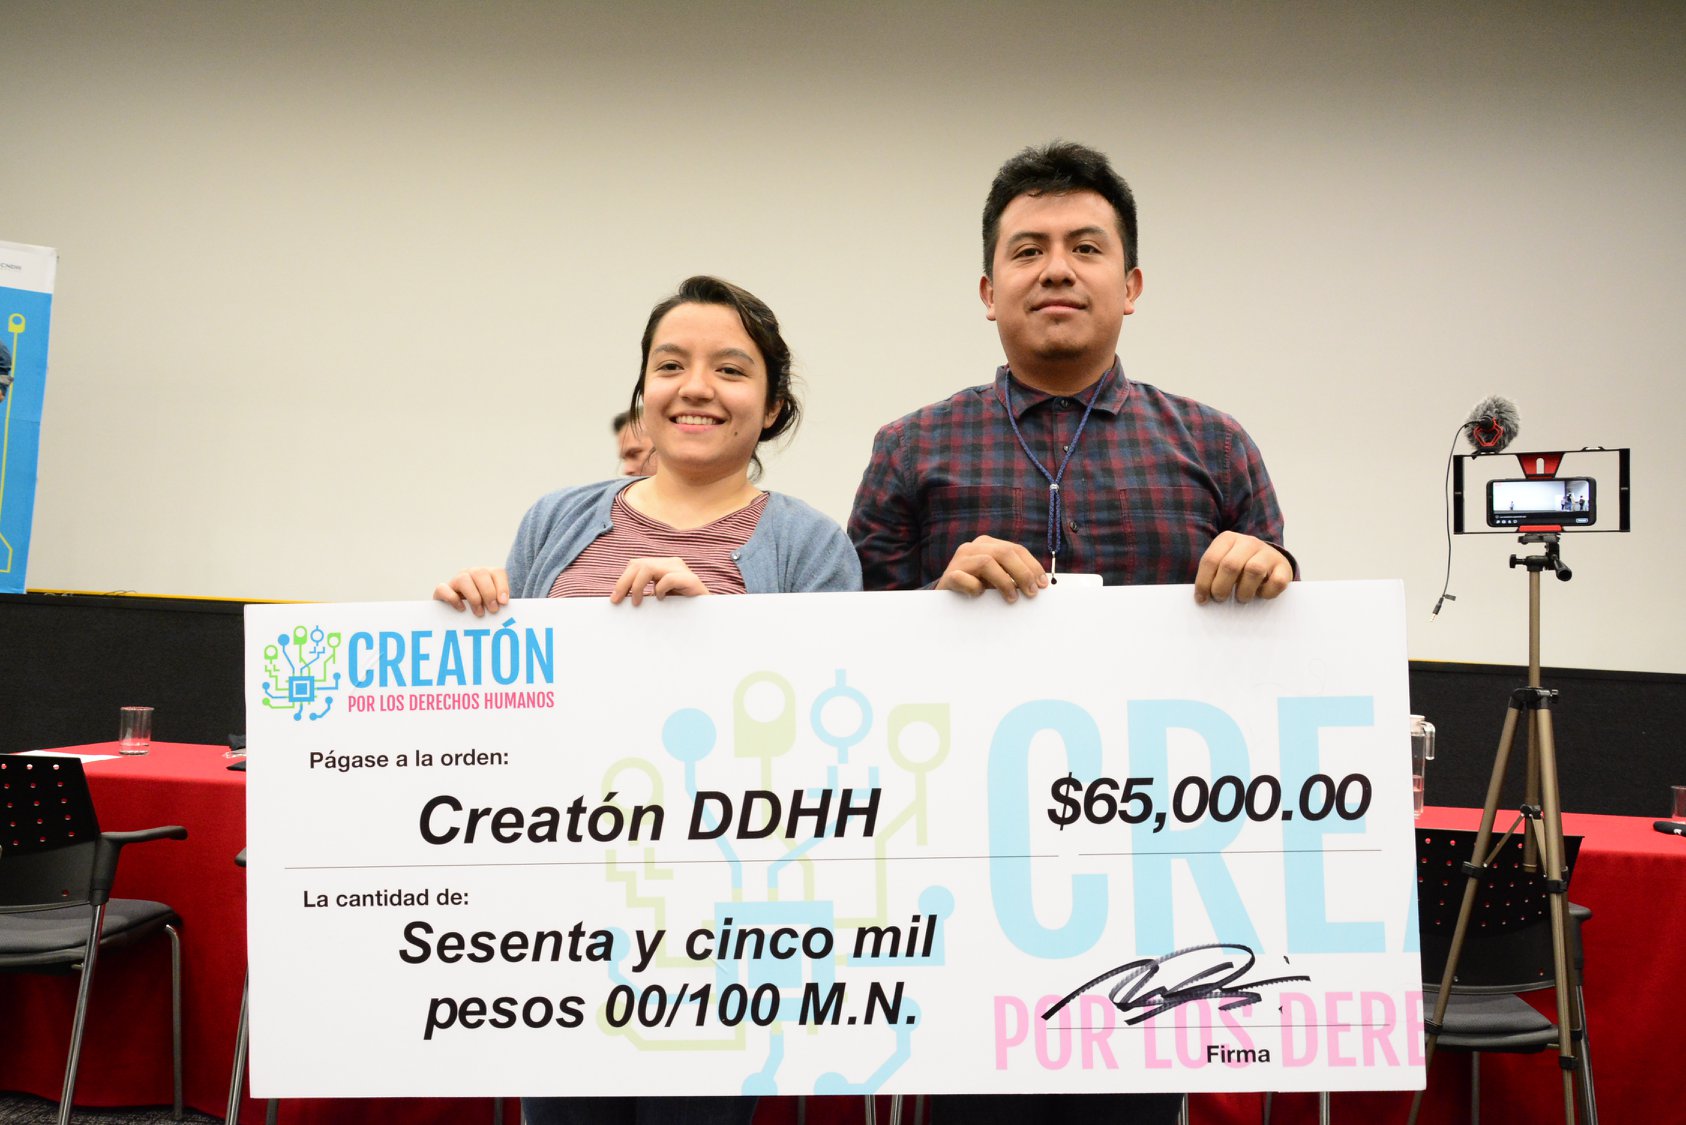 CREATÓN
POR LOS DERECHOS HUMANOS
Págase a la orden:
Creatón DDHH
$65,000.00
La cantidad de:
Sesenta y cinco mil
pesos 00/100 M.N.
Firma
CREA
POR LOS DERE